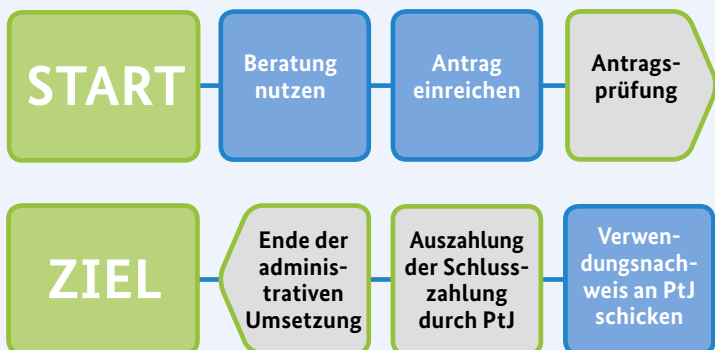 START
Beratung
nutzen
Antrag
einreichen
Antrags-
prüfung
ZIEL
Ende der
adminis-
trativen
Umsetzung
Auszahlung
der Schluss-
zahlung
durch PtJ
Verwen-
dungsnach-
weis an PtJ
schicken